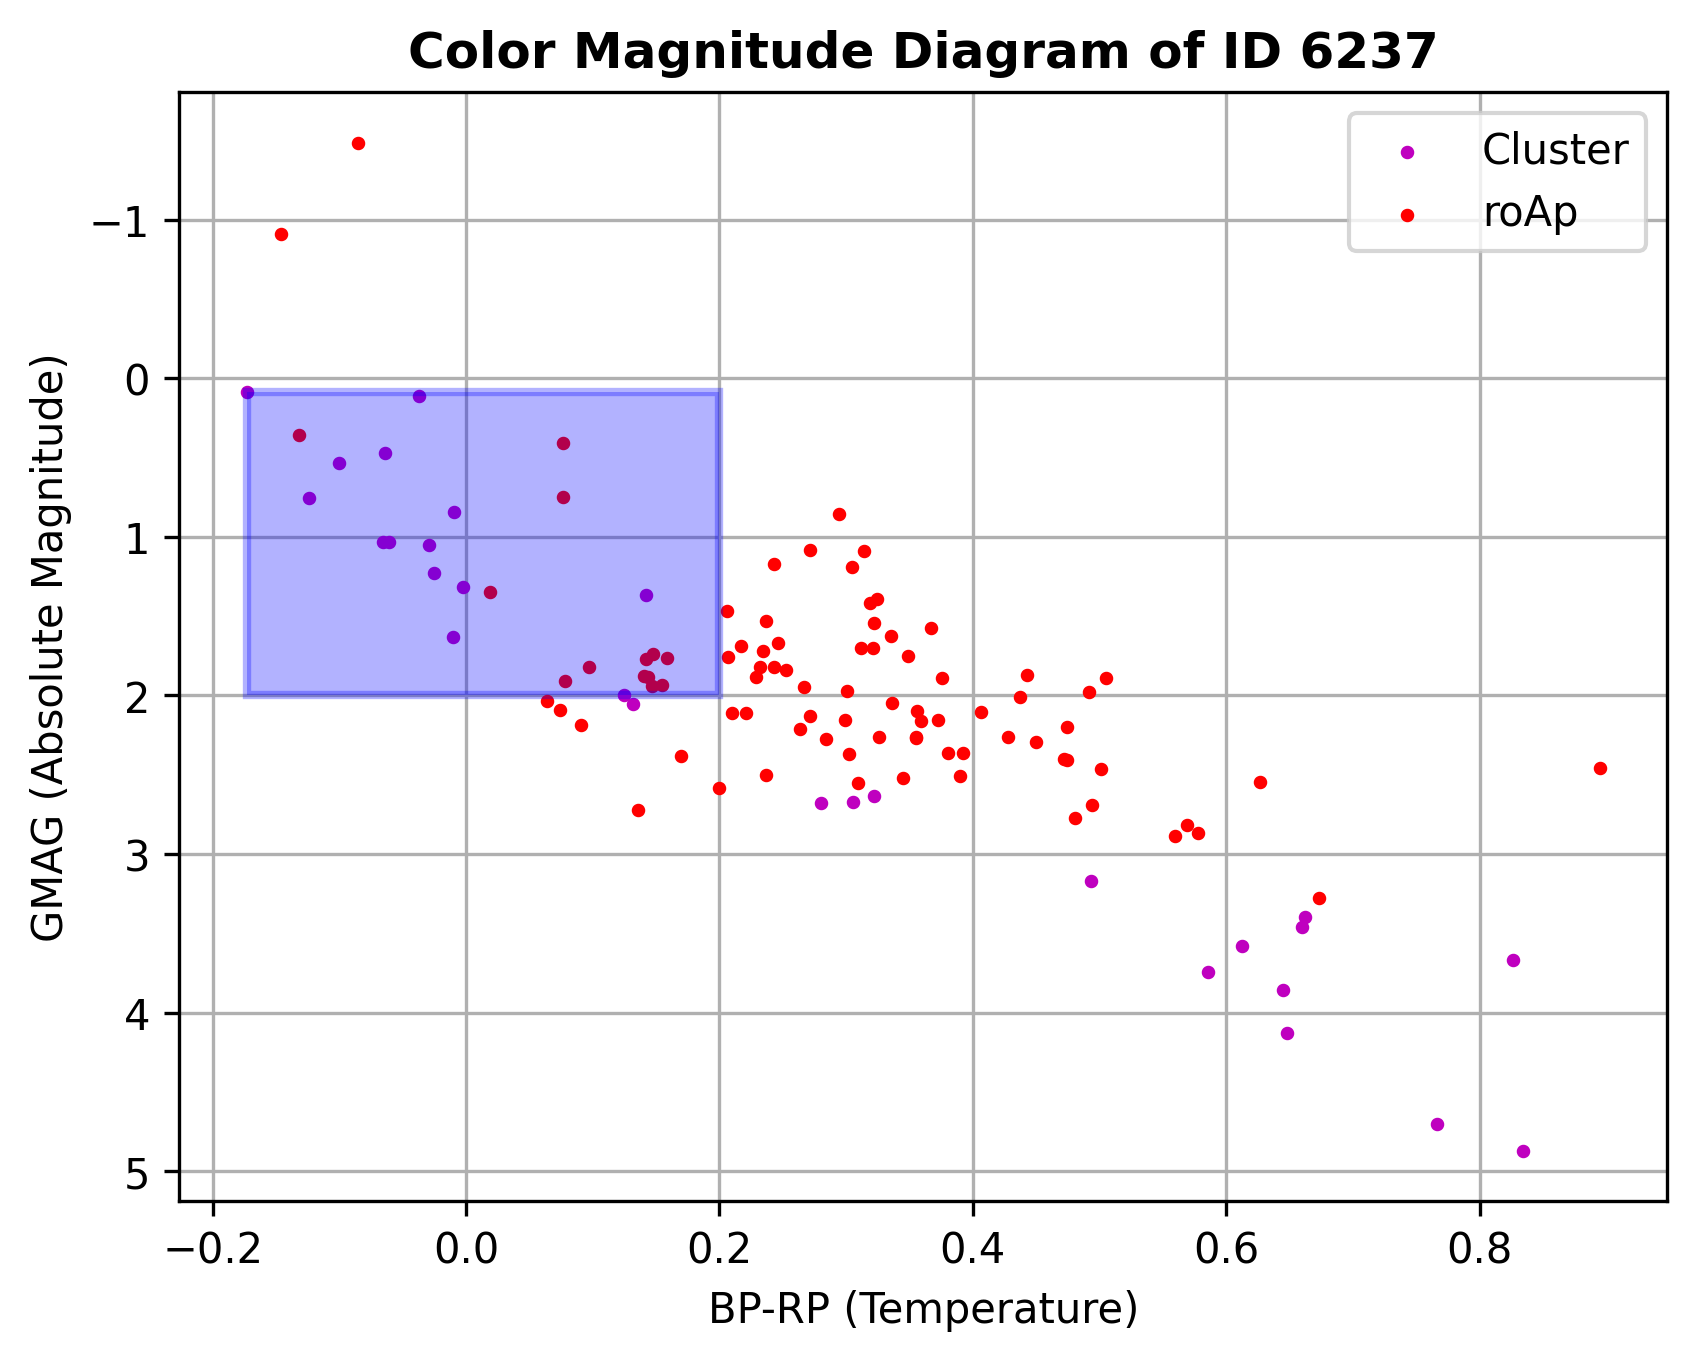 Color Magnitude Diagram of ID 6237
Cluster
roAp
GMAG (Absolute Magnitude)
−1
0
1
2
3
4
5
−0.2 0.0 0.2 0.4 0.6 0.8
BP-RP (Temperature)